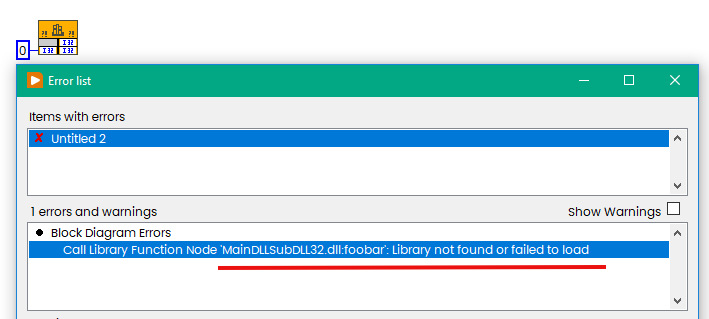 I32
0
I32
I32
Error list
Items with errors
Untitled 2
1 errors and warnings
Show Warnings
Block Diagram Errors
Call Library Function Node 'MainDLLSubDLL32.dll:foobar': Library not found or failed to load